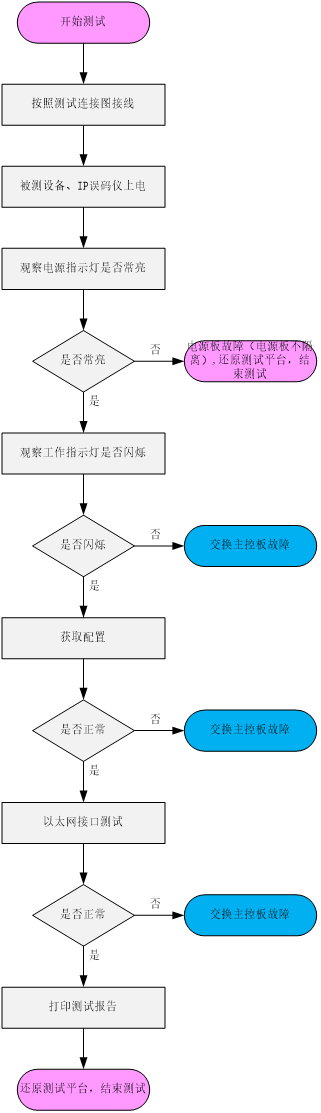 开始测试
按照测试连接图接线
被测设备、IP误码仪上电
观察电源指示灯是否常亮
是否常亮
否
电源板故障（电源板不隔
离）,还原测试平台，结
束测试
是
观察工作指示灯是否闪烁
是否闪烁
否
交换主控板故障
是
获取配置
是否正常
否
交换主控板故障
是
以太网接口测试
是否正常
否
交换主控板故障
是
打印测试报告
还原测试平台，结束测试